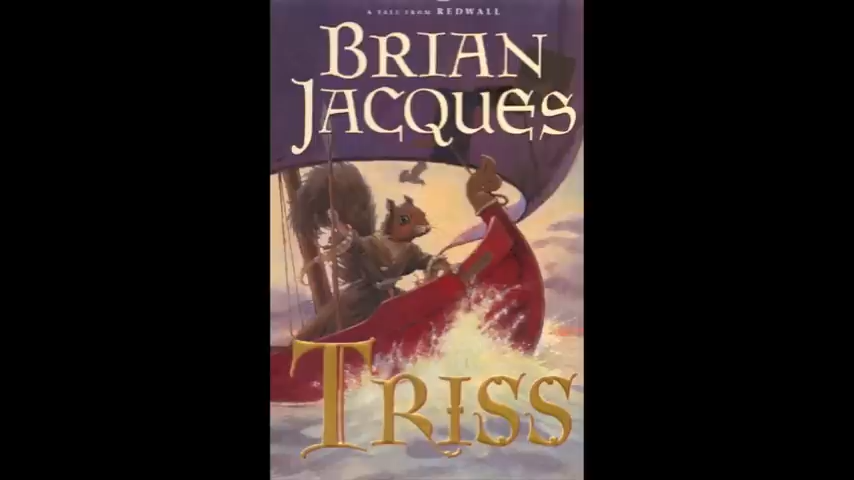 A TALE FROM REDWALL
BRIAN
JACQUES
TRISS